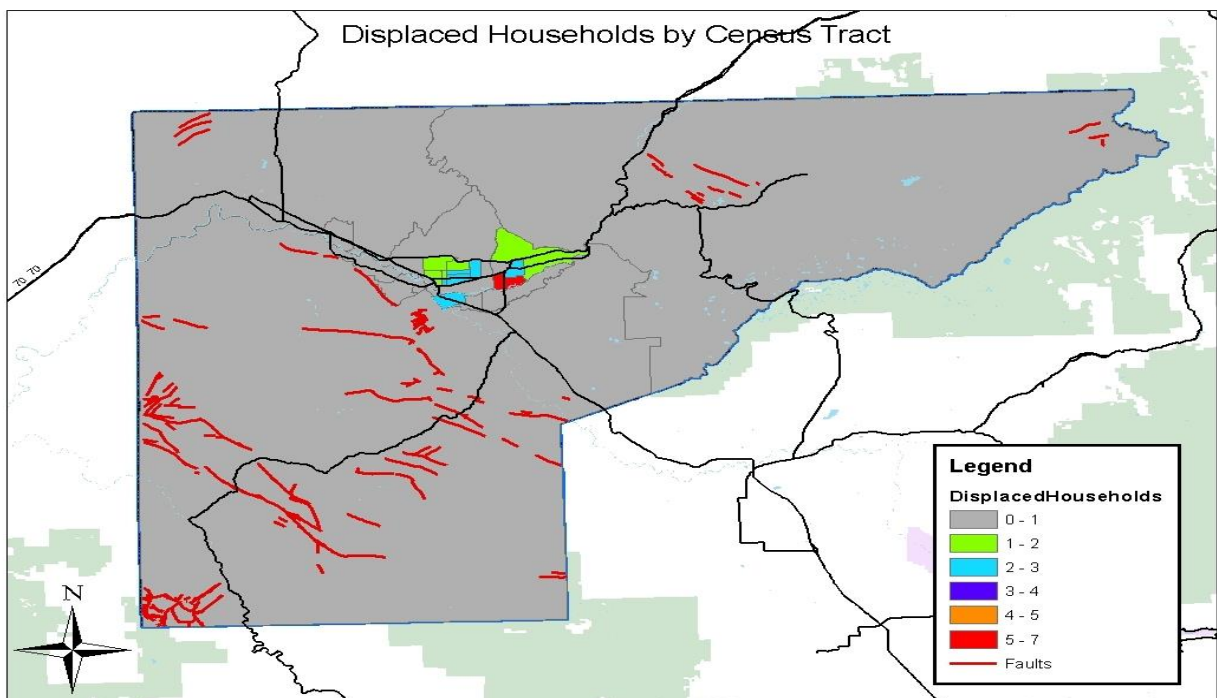 Displaced Households by Census Tract
70 70
N
Legend
DisplacedHouseholds
0 - 1
1 - 2
2 - 3
3 - 4
4 - 5
5 - 7
Faults